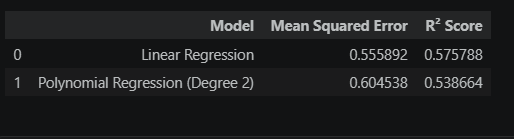 Model Mean Squared Error R² Score
0 Linear Regression 0.555892 0.575788
1 Polynomial Regression (Degree 2) 0.604538 0.538664